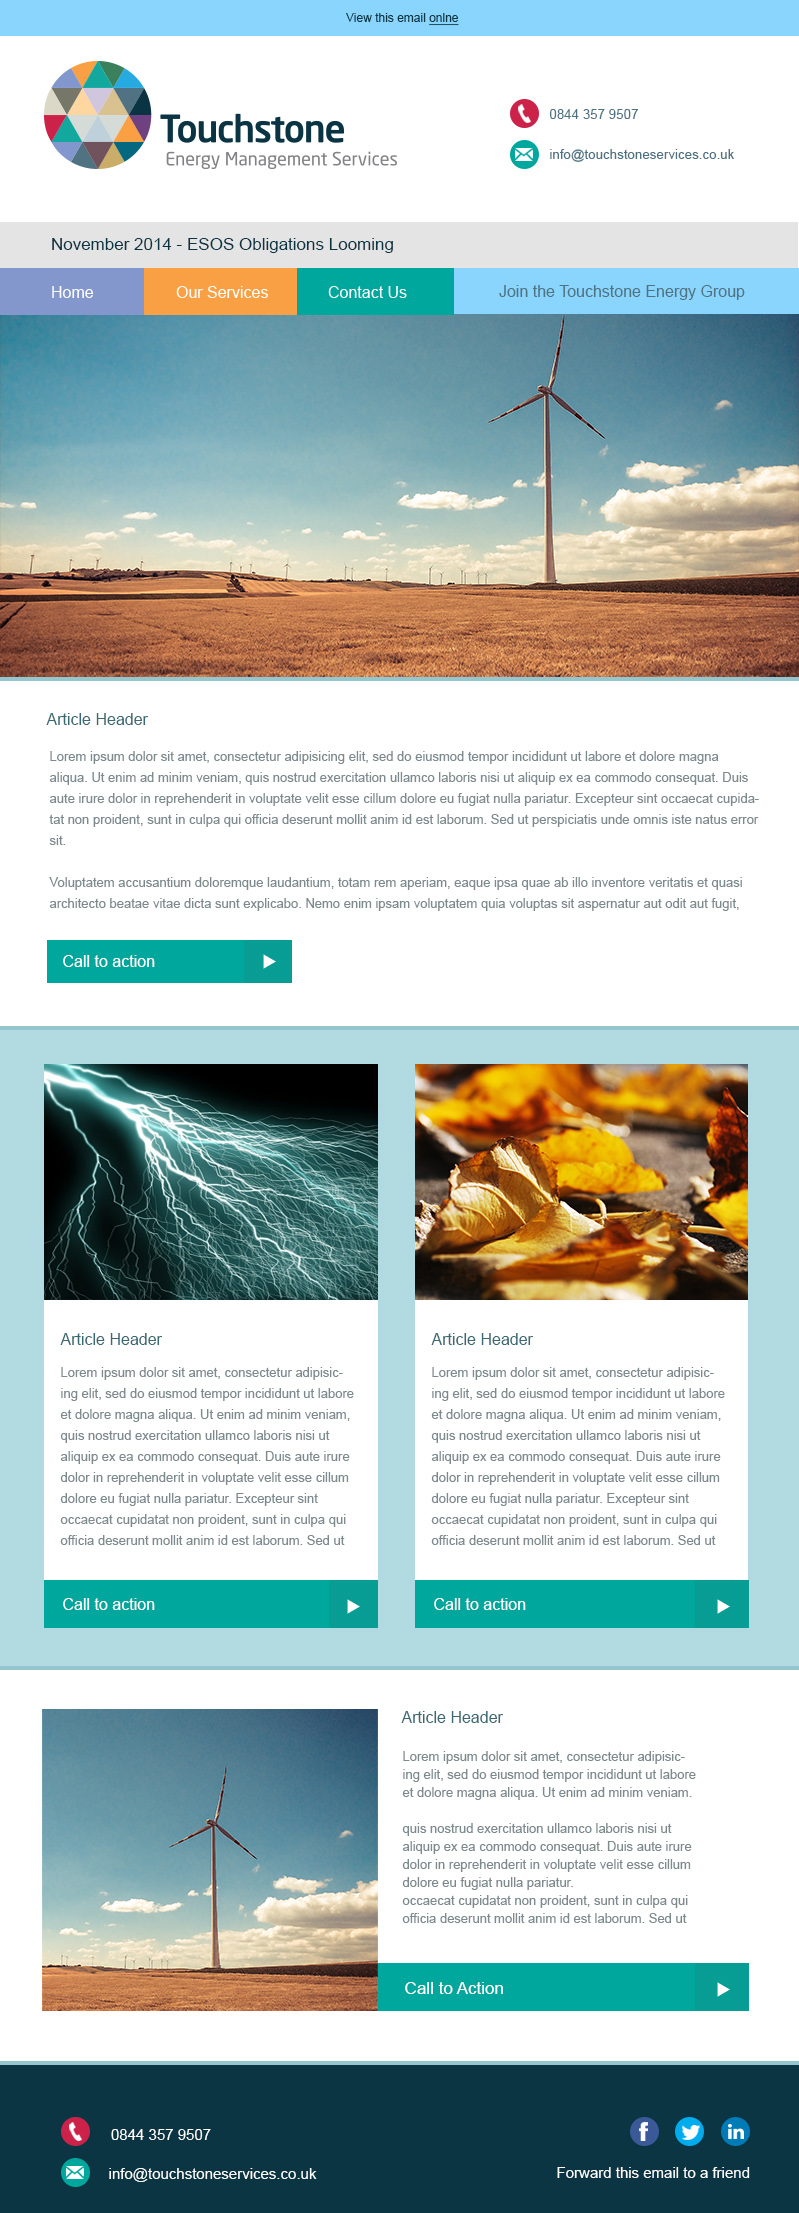 View this email onlne
Touchstone
Energy Management Services
0844 357 9507
info@touchstoneservices.co.uk
November 2014 - ESOS Obligations Looming
Home
Our Services
Contact Us
Join the Touchstone Energy Group
Article Header
Lorem ipsum dolor sit amet, consectetur adipisicing elit, sed do eiusmod tempor incididunt ut labore et dolore magna
aliqua. Ut enim ad minim veniam, quis nostrud exercitation ullamco laboris nisi ut aliquip ex ea commodo consequat. Duis
aute irure dolor in reprehenderit in voluptate velit esse cillum dolore eu fugiat nulla pariatur. Excepteur sint occaecat cupida-
tat non proident, sunt in culpa qui officia deserunt mollit anim id est laborum. Sed ut perspiciatis unde omnis iste natus error
sit.
Voluptatem accusantium doloremque laudantium, totam rem aperiam, eaque ipsa quae ab illo inventore veritatis et quasi
architecto beatae vitae dicta sunt explicabo. Nemo enim ipsam voluptatem quia voluptas sit aspernatur aut odit aut fugit,
Call to action
Article Header
Lorem ipsum dolor sit amet, consectetur adipisic-
ing elit, sed do eiusmod tempor incididunt ut labore
et dolore magna aliqua. Ut enim ad minim veniam,
quis nostrud exercitation ullamco laboris nisi ut
aliquip ex ea commodo consequat. Duis aute irure
dolor in reprehenderit in voluptate velit esse cillum
dolore eu fugiat nulla pariatur. Excepteur sint
occaecat cupidatat non proident, sunt in culpa qui
officia deserunt mollit anim id est laborum. Sed ut
Call to action
Article Header
Lorem ipsum dolor sit amet, consectetur adipisic-
ing elit, sed do eiusmod tempor incididunt ut labore
et dolore magna aliqua. Ut enim ad minim veniam,
quis nostrud exercitation ullamco laboris nisi ut
aliquip ex ea commodo consequat. Duis aute irure
dolor in reprehenderit in voluptate velit esse cillum
dolore eu fugiat nulla pariatur. Excepteur sint
occaecat cupidatat non proident, sunt in culpa qui
officia deserunt mollit anim id est laborum. Sed ut
Call to action
Article Header
Lorem ipsum dolor sit amet, consectetur adipisic-
ing elit, sed do eiusmod tempor incididunt ut labore
et dolore magna aliqua. Ut enim ad minim veniam.
quis nostrud exercitation ullamco laboris nisi ut
aliquip ex ea commodo consequat. Duis aute irure
dolor in reprehenderit in voluptate velit esse cillum
dolore eu fugiat nulla pariatur.
occaecat cupidatat non proident, sunt in culpa qui
officia deserunt mollit anim id est laborum. Sed ut
Call to Action
0844 357 9507
info@touchstoneservices.co.uk
f
in
Forward this email to a friend